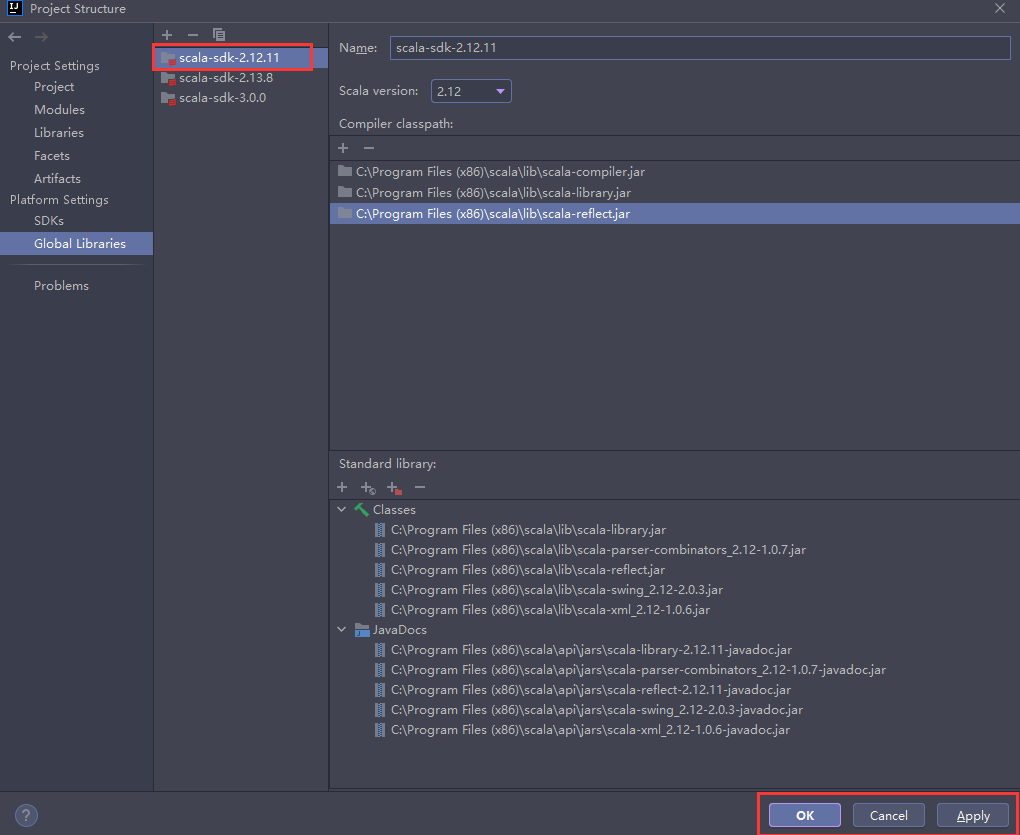 Project Structure
Project Settings
Project
Modules
Libraries
Facets
Artifacts
Platform Settings
SDKs
Global Libraries
Problems
scala-sdk-2.12.11
scala-sdk-2.13.8
scala-sdk-3.0.0
Name: scala-sdk-2.12.11
Scala version: 2.12
Compiler classpath:
C:\Program Files (x86)\scala\lib\scala-compiler.jar
C:\Program Files (x86)\scala\lib\scala-library.jar
C:\Program Files (x86)\scala\lib\scala-reflect.jar
Standard library:
Classes
C:\Program Files (x86)\scala\lib\scala-library.jar
C:\Program Files (x86)\scala\lib\scala-parser-combinators_2.12-1.0.7.jar
C:\Program Files (x86)\scala\lib\scala-reflect.jar
C:\Program Files (x86)\scala\lib\scala-swing_2.12-2.0.3.jar
C:\Program Files (x86)\scala\lib\scala-xml_2.12-1.0.6.jar
JavaDocs
C:\Program Files (x86)\scala\api\jars\scala-library-2.12.11-javadoc.jar
C:\Program Files (x86)\scala\api\jars\scala-parser-combinators_2.12-1.0.7-javadoc.jar
C:\Program Files (x86)\scala\api\jars\scala-reflect-2.12.11-javadoc.jar
C:\Program Files (x86)\scala\api\jars\scala-swing_2.12-2.0.3-javadoc.jar
C:\Program Files (x86)\scala\api\jars\scala-xml_2.12-1.0.6-javadoc.jar
? OK Cancel Apply